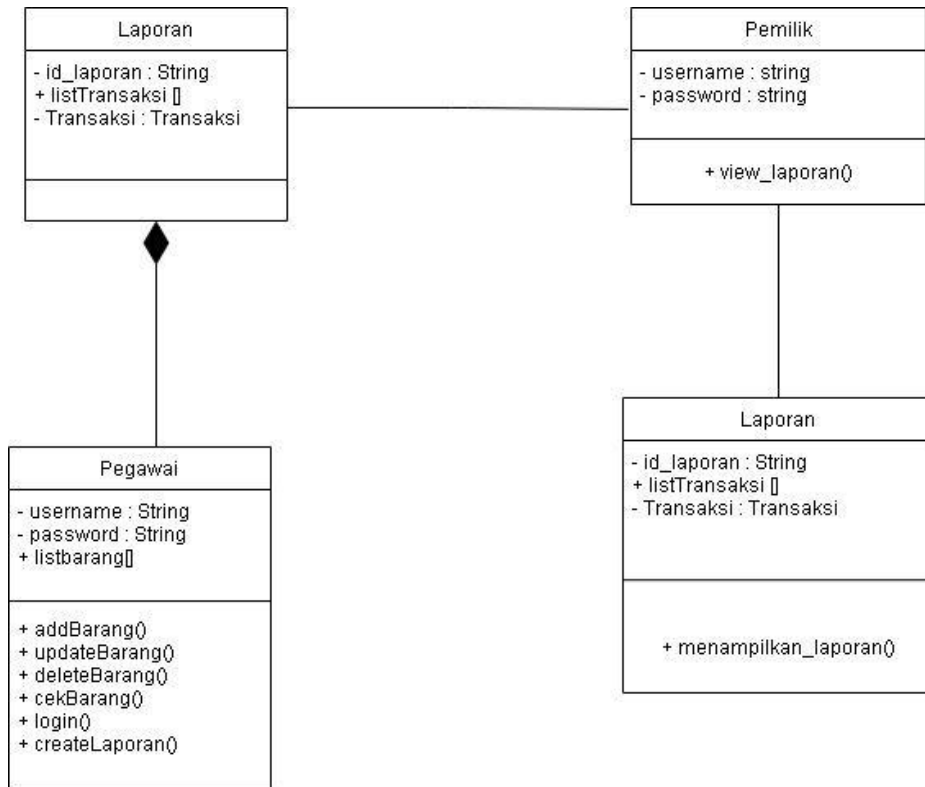 Laporan
- id_laporan : String
+ listTransaksi []
- Transaksi : Transaksi
Pemilik
- username : string
- password : string
+ view_laporan()
Pegawai
- username : String
- password : String
+ listbarang[]
+ addBarang()
+ updateBarang()
+ deleteBarang()
+ cekBarang()
+ login()
+ createLaporan()
Laporan
- id_laporan : String
+ listTransaksi []
- Transaksi : Transaksi
+ menampilkan_laporan()